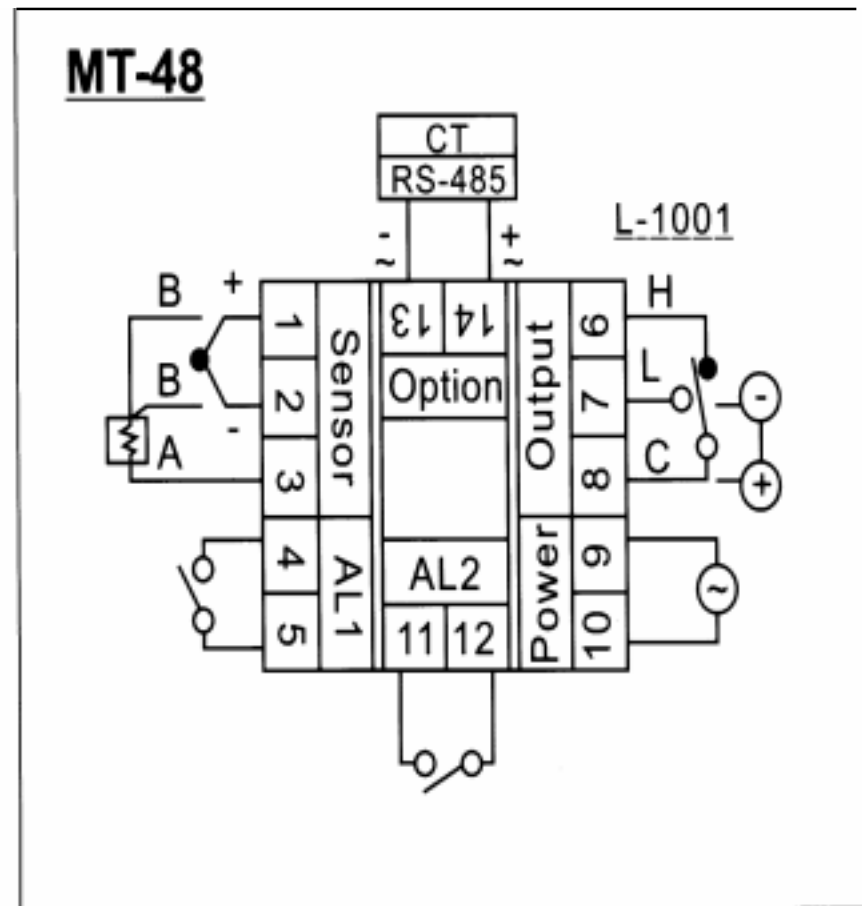 MT-48
CT
RS-485
L-1001
- +
~ ~
B +
B
-
A
1
2
3
4
5
Sensor
AL1
13 14
Option
AL2
11 12
Output
Power
6
7
8
9
10
H
L
C
-
+
~